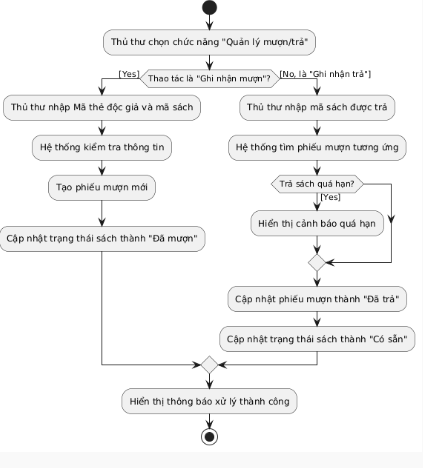 Thủ thư chọn chức năng "Quản lý mượn/trả"
[Yes]
Thao tác là "Ghi nhận mượn"?
[No, là "Ghi nhận trả"]
Thủ thư nhập Mã thẻ độc giả và mã sách
Hệ thống kiểm tra thông tin
Tạo phiếu mượn mới
Cập nhật trạng thái sách thành "Đã mượn"
Thủ thư nhập mã sách được trả
Hệ thống tìm phiếu mượn tương ứng
Trả sách quá hạn?
[Yes]
Hiển thị cảnh báo quá hạn
Cập nhật phiếu mượn thành "Đã trả"
Cập nhật trạng thái sách thành "Có sẵn"
Hiển thị thông báo xử lý thành công